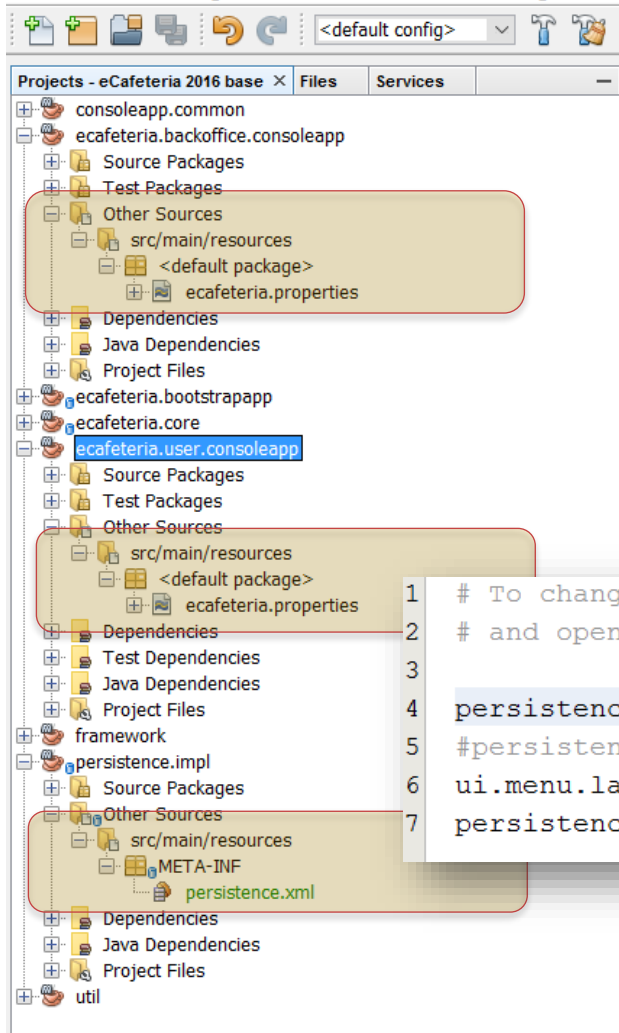 <default config>
Projects - eCafeteria 2016 base × Files Services
consoleapp.common
ecafeteria.backoffice.consoleapp
Source Packages
Test Packages
Other Sources
src/main/resources
<default package>
ecafeteria.properties
Dependencies
Java Dependencies
Project Files
ecafeteria.bootstrapapp
ecafeteria.core
ecafeteria.user.consoleapp
Source Packages
Test Packages
Other Sources
src/main/resources
<default package>
ecafeteria.properties
Dependencies
Test Dependencies
Java Dependencies
Project Files
framework
persistence.impl
Source Packages
Other Sources
src/main/resources
META-INF
persistence.xml
Dependencies
Java Dependencies
Project Files
util
1 # To chang
2 # and open
3
4 persistenc
5 #persisten
6 ui.menu.la
7 persistenc